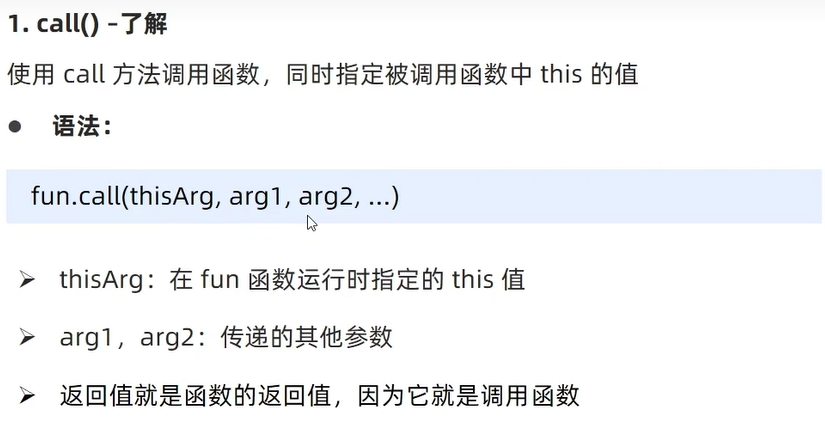 1. call() –了解
使用 call 方法调用函数，同时指定被调用函数中 this 的值
● 语法：
fun.call(thisArg, arg1, arg2, ...)
➢ thisArg：在 fun 函数运行时指定的 this 值
➢ arg1，arg2：传递的其他参数
➢ 返回值就是函数的返回值，因为它就是调用函数